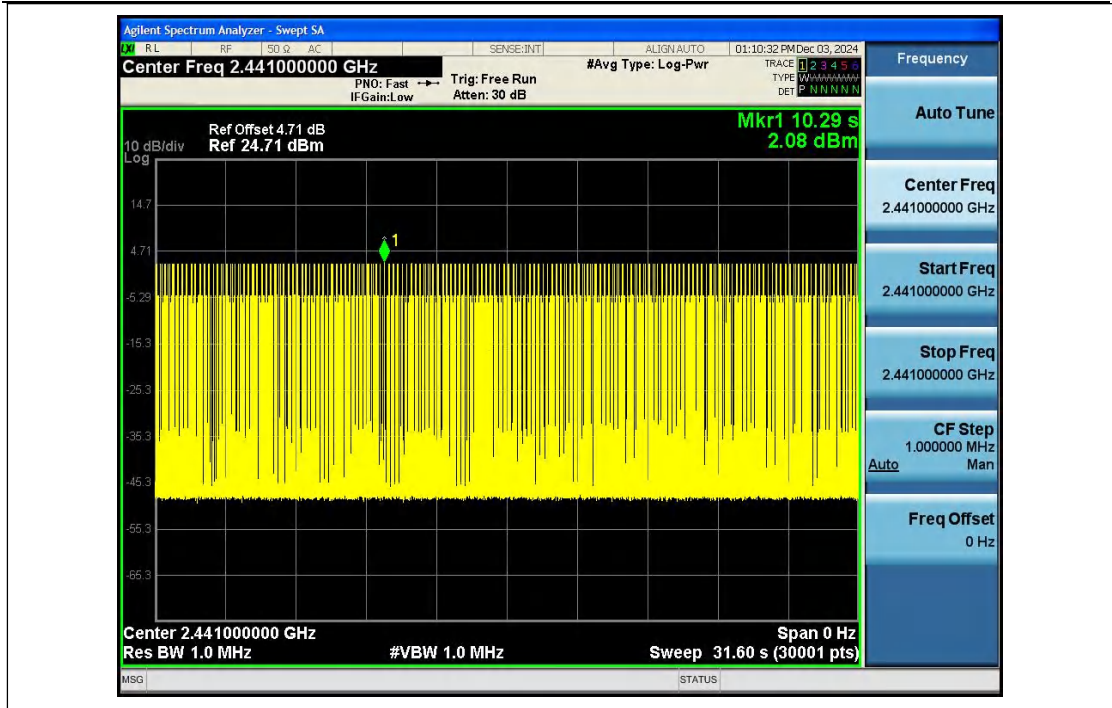 Agilent Spectrum Analyzer - Swept SA
LXI RL RF 50 Ω AC SENSE:INT ALIGN AUTO 01:10:32 PM Dec 03, 2024
Center Freq 2.441000000 GHz #Avg Type: Log-Pwr TRACE 1 2 3 4 5 6
PNO: Fast Trig: Free Run TYPE WWWWWW
IFGain:Low Atten: 30 dB DET P N N N N N
Mkr1 10.29 s
Ref Offset 4.71 dB
10 dB/div Ref 24.71 dBm 2.08 dBm
Log
14.7
1
4.71
-5.29
-15.3
-25.3
-35.3
-45.3
-55.3
-65.3
Center 2.441000000 GHz Span 0 Hz
Res BW 1.0 MHz #VBW 1.0 MHz Sweep 31.60 s (30001 pts)
MSG STATUS
Frequency
Auto Tune
Center Freq
2.441000000 GHz
Start Freq
2.441000000 GHz
Stop Freq
2.441000000 GHz
CF Step
1.000000 MHz
Auto Man
Freq Offset
0 Hz